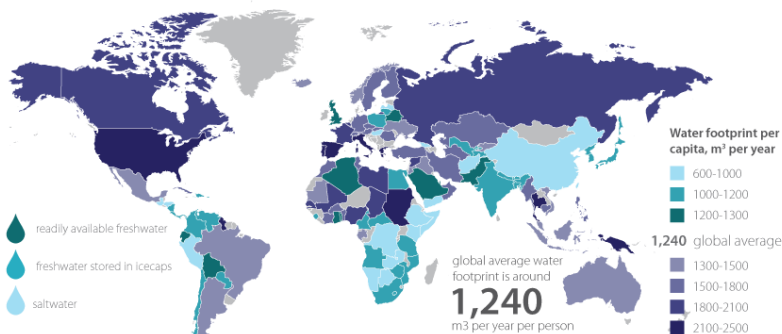 Water footprint per
capita, m³ per year
600-1000
1000-1200
1200-1300
1,240 global average
1300-1500
1500-1800
1800-2100
2100-2500
readily available freshwater
freshwater stored in icecaps
saltwater
global average water
footprint is around
1,240
m3 per year per person